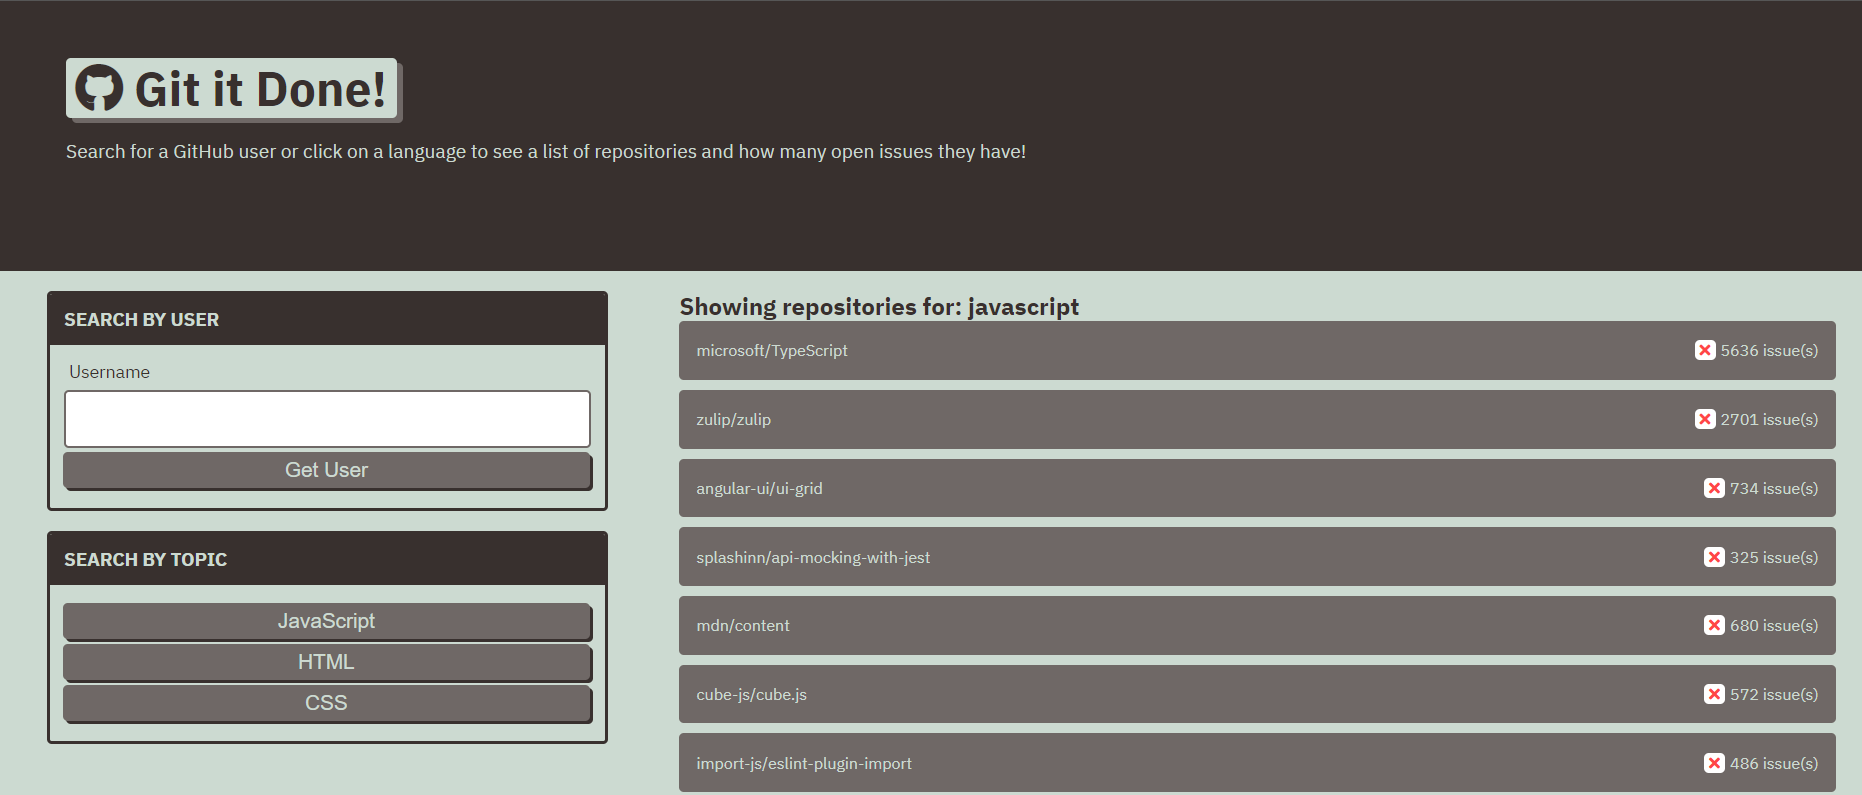 Git it Done!
Search for a GitHub user or click on a language to see a list of repositories and how many open issues they have!
SEARCH BY USER
Username
Get User
SEARCH BY TOPIC
JavaScript
HTML
CSS
Showing repositories for: javascript
microsoft/TypeScript 5636 issue(s)
zulip/zulip 2701 issue(s)
angular-ui/ui-grid 734 issue(s)
splashinn/api-mocking-with-jest 325 issue(s)
mdn/content 680 issue(s)
cube-js/cube.js 572 issue(s)
import-js/eslint-plugin-import 486 issue(s)